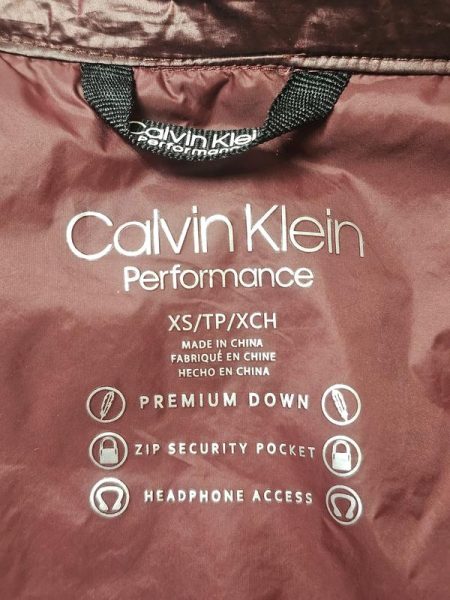 Calvin Klein
Performance
Calvin Klein
Performance
XS/TP/XCH
MADE IN CHINA
FABRIQUÉ EN CHINE
HECHO EN CHINA
PREMIUM DOWN
ZIP SECURITY POCKET
HEADPHONE ACCESS